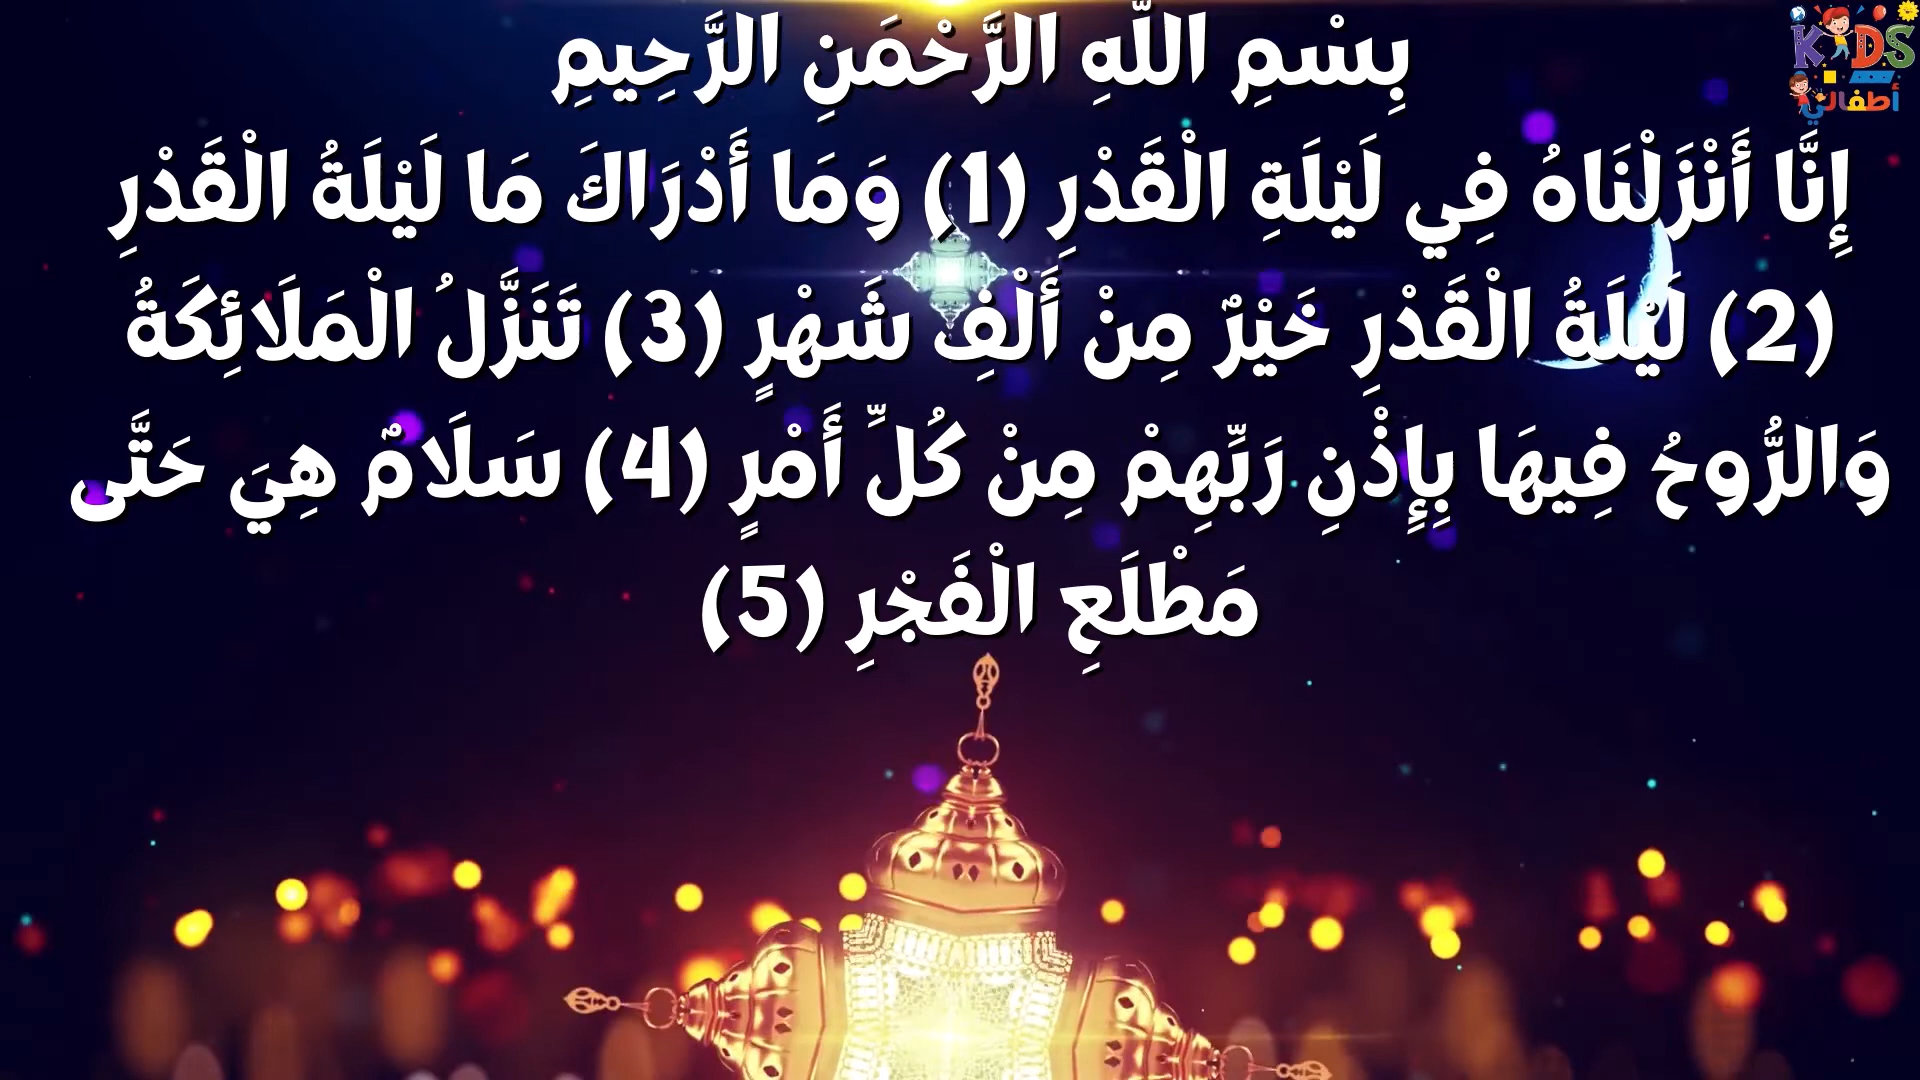 بِسْمِ اللَّهِ الرَّحْمَنِ الرَّحِيمِ
إِنَّا أَنْزَلْنَاهُ فِي لَيْلَةِ الْقَدْرِ (1) وَمَا أَدْرَاكَ مَا لَيْلَةُ الْقَدْرِ
(2) لَيْلَةُ الْقَدْرِ خَيْرٌ مِنْ أَلْفِ شَهْرٍ (3) تَنَزَّلُ الْمَلَائِكَةُ
وَالرُّوحُ فِيهَا بِإِذْنِ رَبِّهِمْ مِنْ كُلِّ أَمْرٍ (4) سَلَامٌ هِيَ حَتَّى
مَطْلَعِ الْفَجْرِ (5)
KIDS
أطفالي